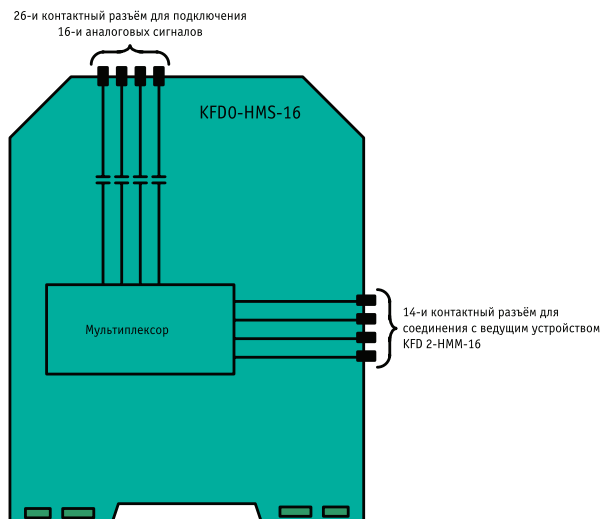 26-и контактный разъём для подключения
16-и аналоговых сигналов
KFD0-HMS-16
Мультиплексор
14-и контактный разъём для
соединения с ведущим устройством
KFD 2-HMM-16